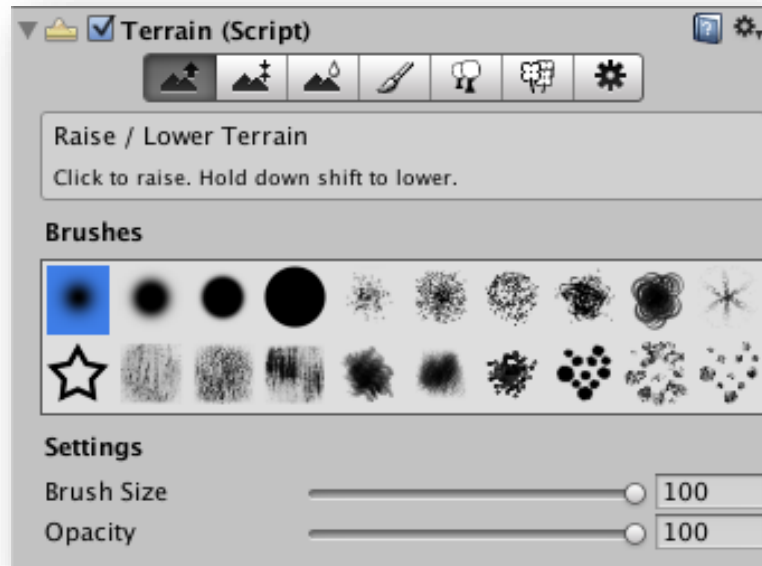 Terrain (Script)
Raise / Lower Terrain
Click to raise. Hold down shift to lower.
Brushes
Settings
Brush Size 100
Opacity 100